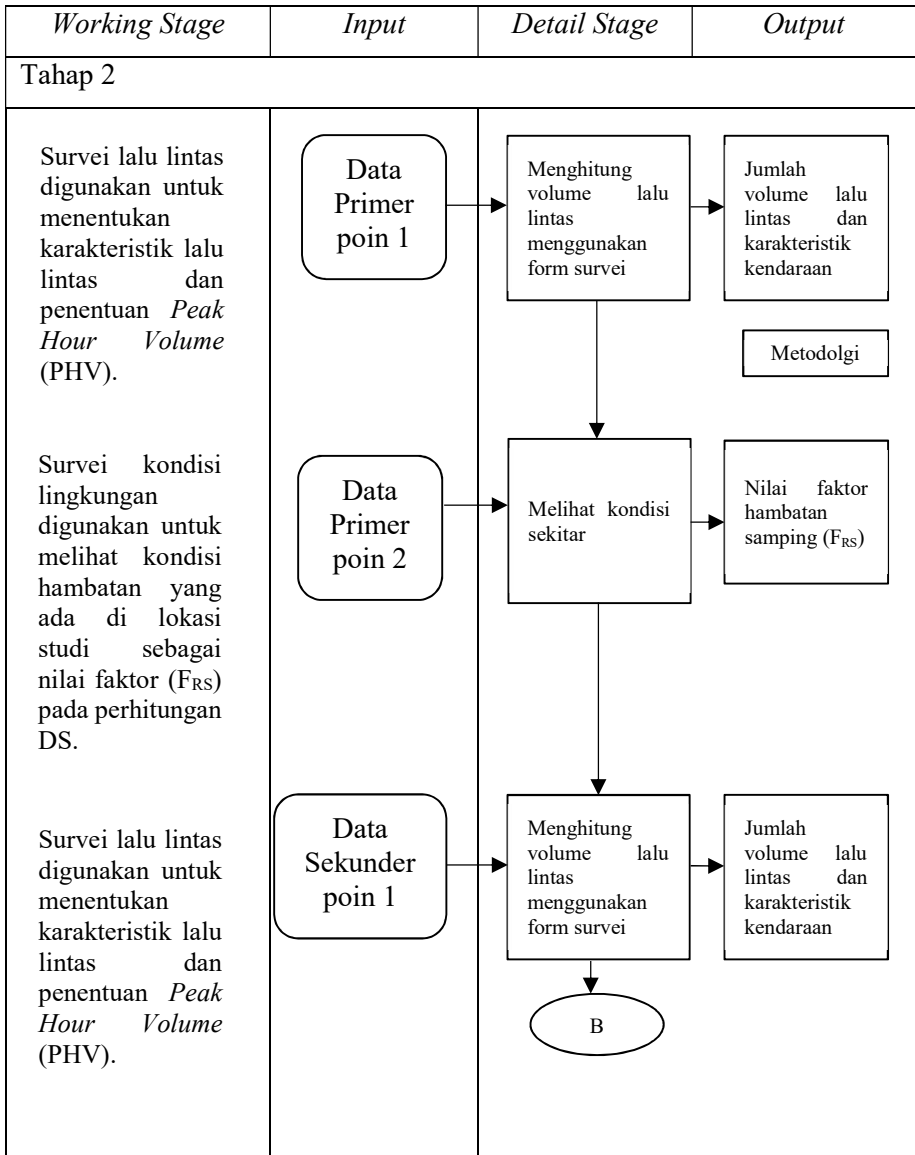 Working Stage Input Detail Stage Output
Tahap 2
Survei lalu lintas
digunakan untuk
menentukan
karakteristik lalu
lintas dan
penentuan Peak
Hour Volume
(PHV).
Data
Primer
poin 1
Menghitung
volume lalu
lintas
menggunakan
form survei
Jumlah
volume lalu
lintas dan
karakteristik
kendaraan
Metodolgi
Survei kondisi
lingkungan
digunakan untuk
melihat kondisi
hambatan yang
ada di lokasi
studi sebagai
nilai faktor (FRS)
pada perhitungan
DS.
Data
Primer
poin 2
Melihat kondisi
sekitar
Nilai faktor
hambatan
samping (FRS)
Survei lalu lintas
digunakan untuk
menentukan
karakteristik lalu
lintas dan
penentuan Peak
Hour Volume
(PHV).
Data
Sekunder
poin 1
Menghitung
volume lalu
lintas
menggunakan
form survei
Jumlah
volume lalu
lintas dan
karakteristik
kendaraan
B